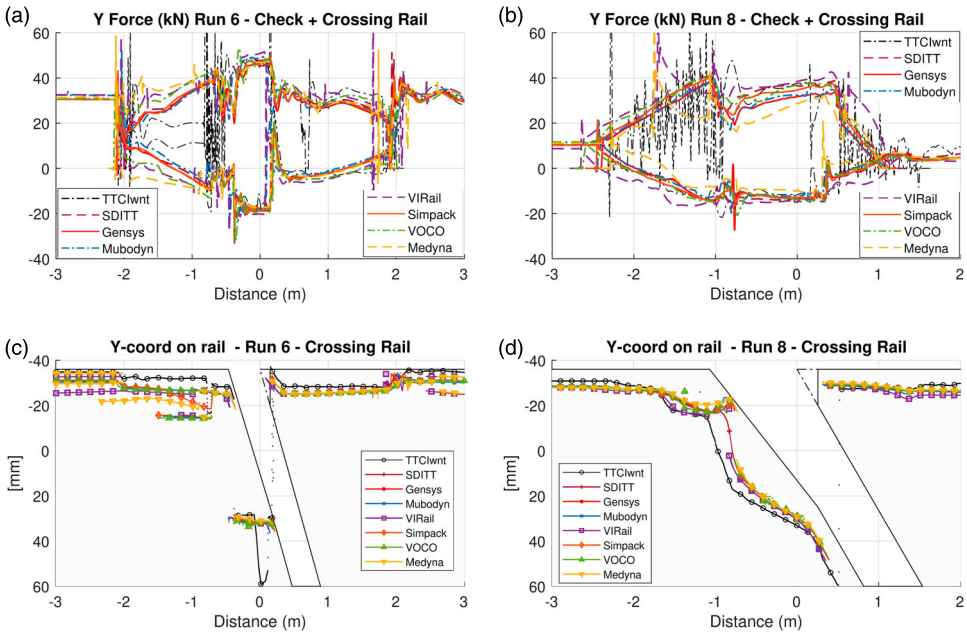 (a)
Y Force (kN) Run 6 - Check + Crossing Rail
60
40
20
0
-20
-40
-3 -2 -1 0 1 2 3
Distance (m)
TTCIwnt
SDITT
Gensys
Mubodyn
VIRail
Simpack
VOCO
Medyna
(b)
Y Force (kN) Run 8 - Check + Crossing Rail
60
40
20
0
-20
-40
-3 -2 -1 0 1 2
Distance (m)
TTCIwnt
SDITT
Gensys
Mubodyn
VIRail
Simpack
VOCO
Medyna
(c)
Y-coord on rail - Run 6 - Crossing Rail
-40
-20
0
20
40
60
[mm]
-3 -2 -1 0 1 2 3
Distance (m)
TTCIwnt
SDITT
Gensys
Mubodyn
VIRail
Simpack
VOCO
Medyna
(d)
Y-coord on rail - Run 8 - Crossing Rail
-40
-20
0
20
40
60
[mm]
-3 -2 -1 0 1 2
Distance (m)
TTCIwnt
SDITT
Gensys
Mubodyn
VIRail
Simpack
VOCO
Medyna